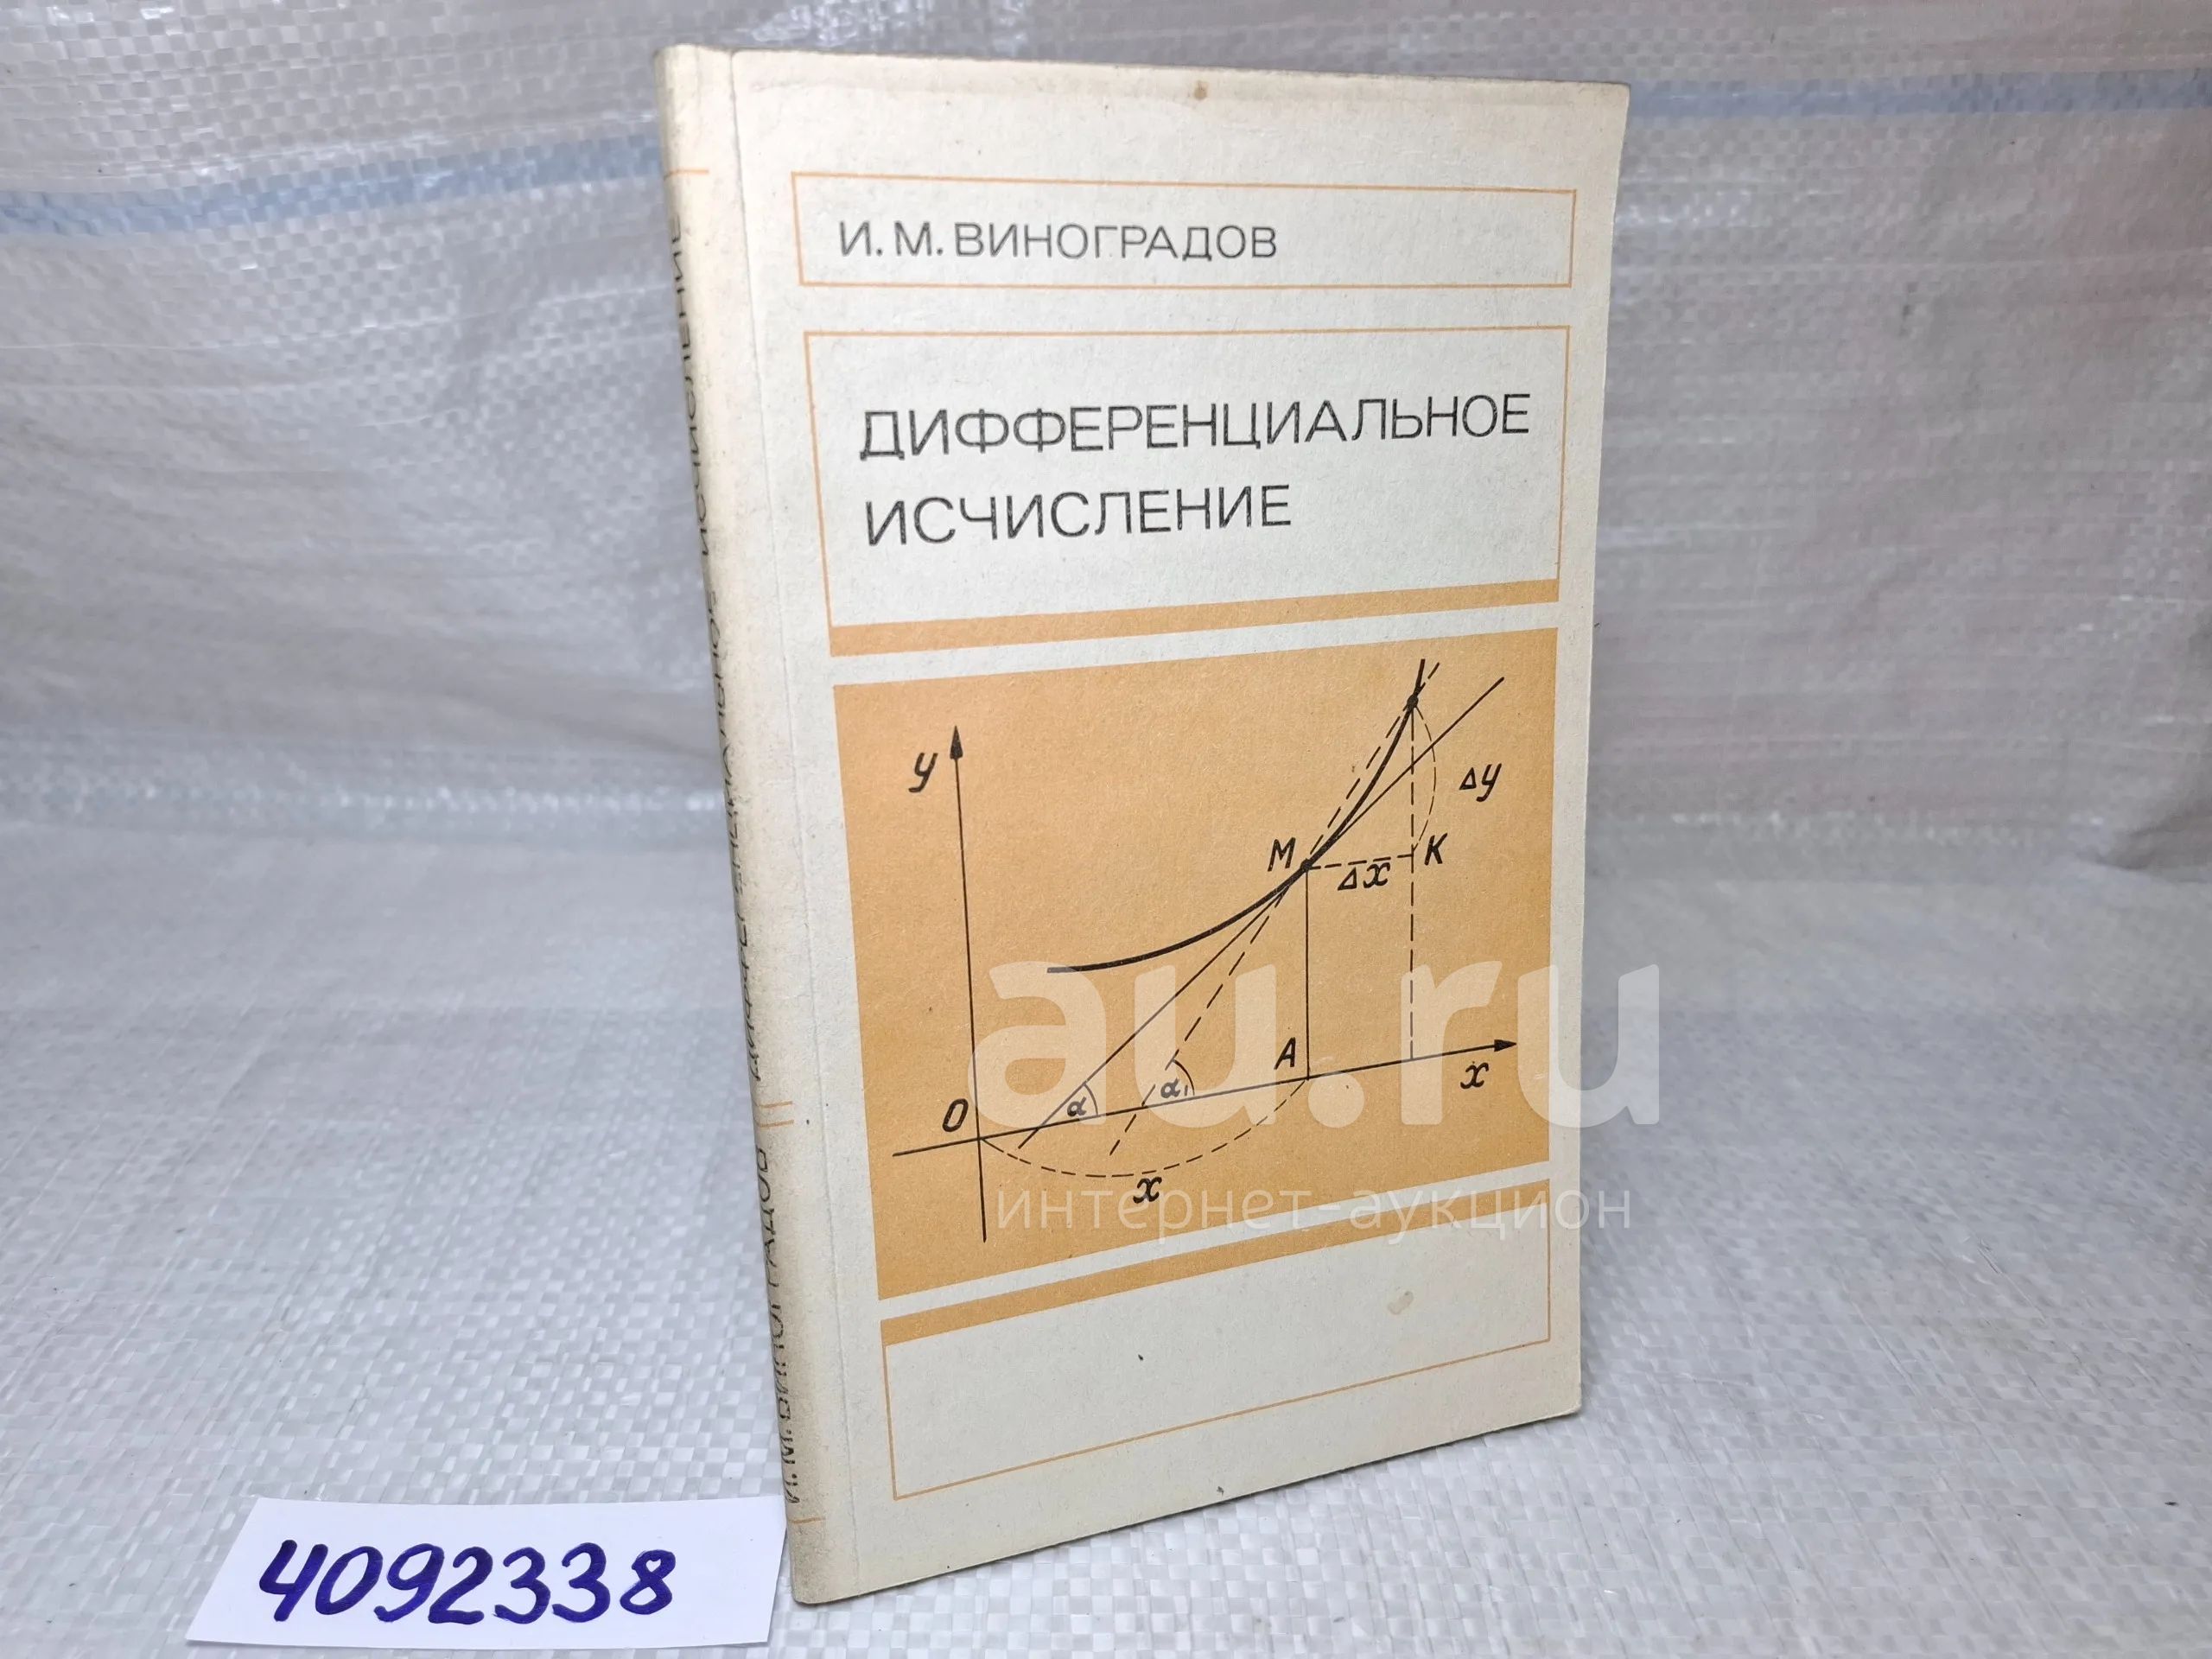 И. М. ВИНОГРАДОВ
ДИФФЕРЕНЦИАЛЬНОЕ
ИСЧИСЛЕНИЕ
y
Δy
M
K
Δx
A
x
α
α₁
O
x
au.ru
интернет-аукцион
И. М. ВИНОГРАДОВ ДИФФЕРЕНЦИАЛЬНОЕ ИСЧИСЛЕНИЕ
4092338